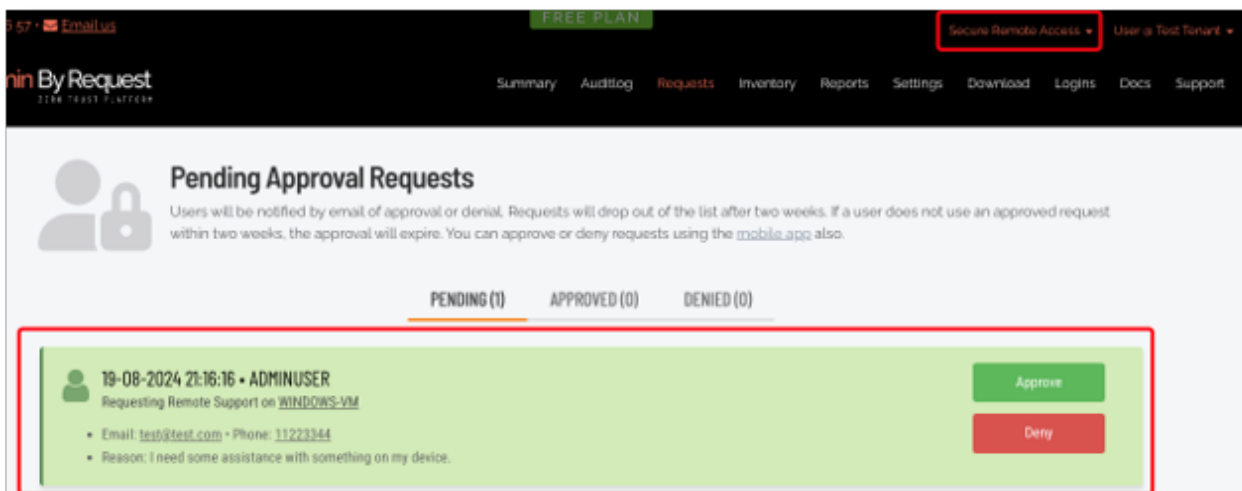 57 • Email us
FREE PLAN
Secure Remote Access
User @ Test Tenant
min By Request
ZERO TRUST PLATFORM
Summary Auditlog Requests Inventory Reports Settings Download Logins Docs Support
Pending Approval Requests
Users will be notified by email of approval or denial. Requests will drop out of the list after two weeks. If a user does not use an approved request
within two weeks, the approval will expire. You can approve or deny requests using the mobile app also.
PENDING (1) APPROVED (0) DENIED (0)
19-08-2024 21:16:16 • ADMINUSER
Requesting Remote Support on WINDOWS-VM
• Email: test@test.com • Phone: 11223344
• Reason: I need some assistance with something on my device.
Approve
Deny